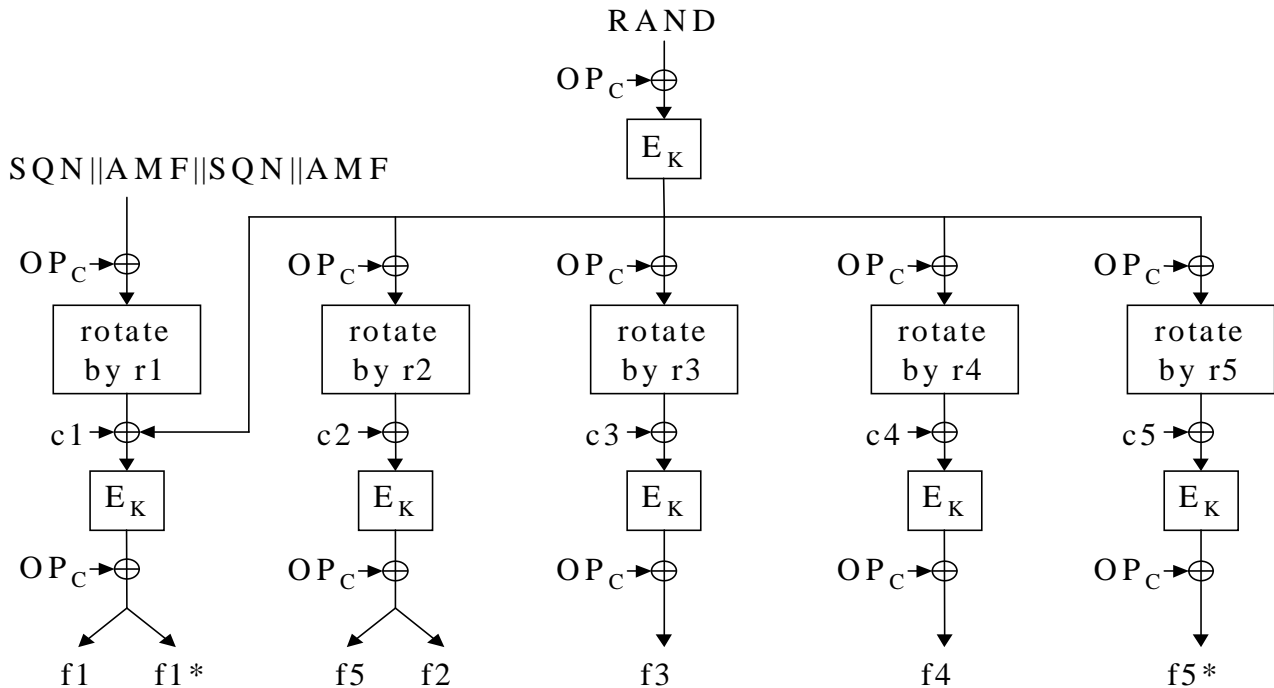 RAND
OPC
EK
SQN||AMF||SQN||AMF
OPC
OPC
OPC
OPC
OPC
rotate
by r1
rotate
by r2
rotate
by r3
rotate
by r4
rotate
by r5
c1
c2
c3
c4
c5
EK
EK
EK
EK
EK
OPC
OPC
OPC
OPC
OPC
f1
f1*
f5
f2
f3
f4
f5*